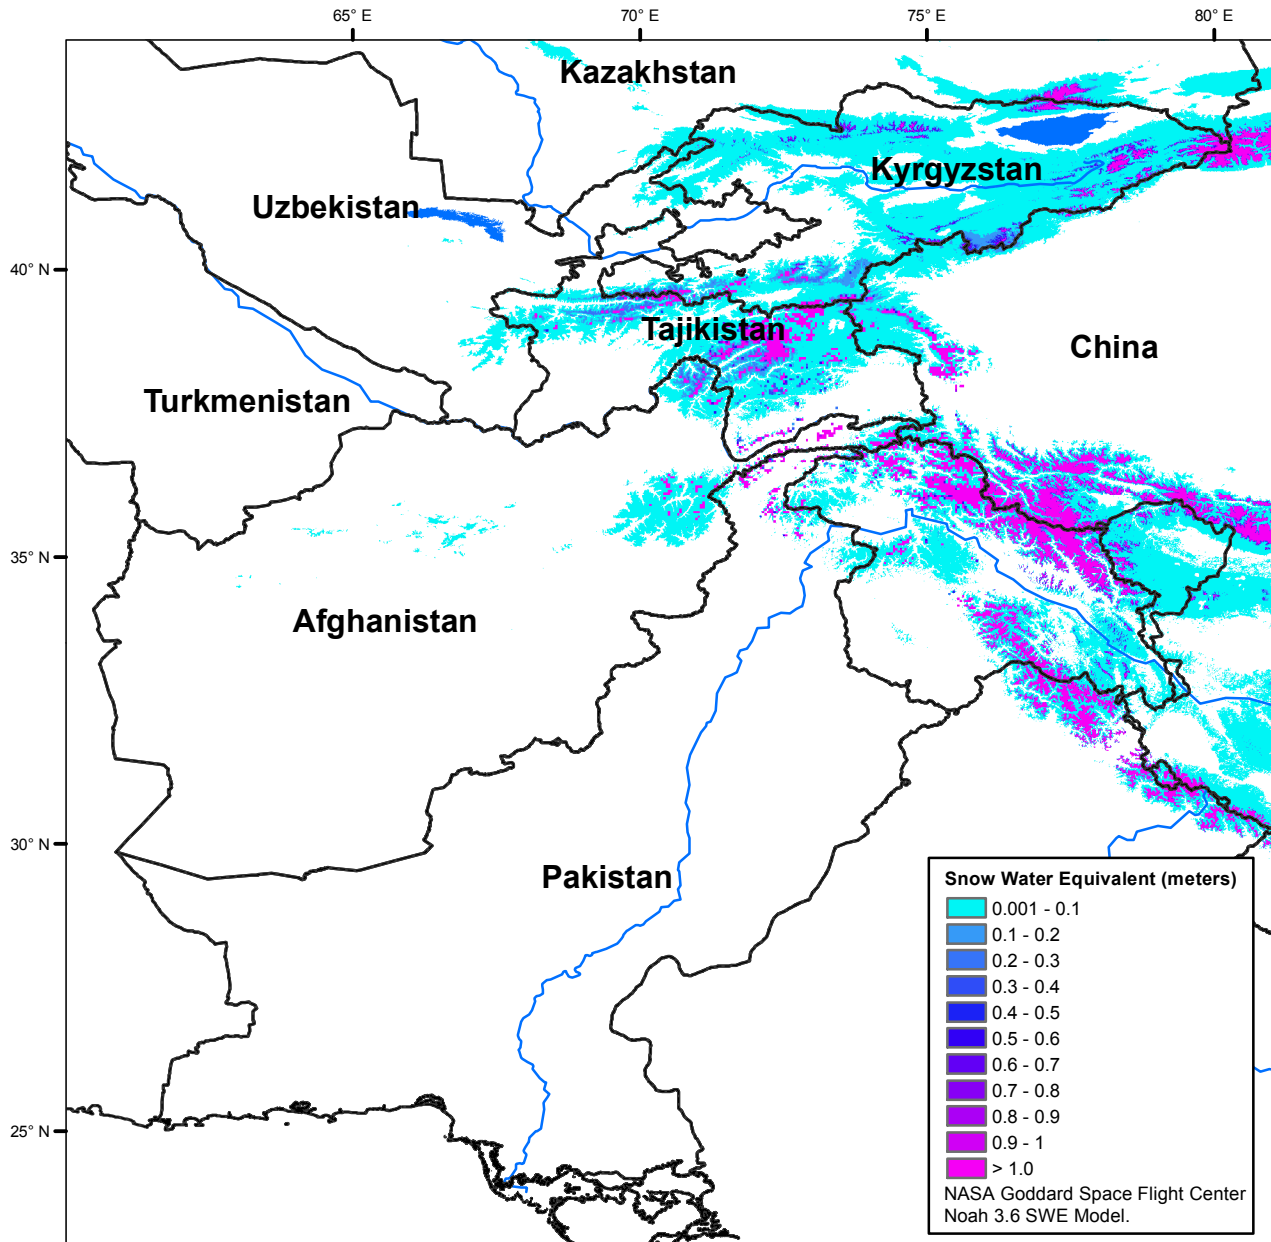 65° E
70° E
75° E
80° E
Kazakhstan
Kyrgyzstan
Uzbekistan
40° N
Tajikistan
China
Turkmenistan
35° N
Afghanistan
30° N
Pakistan
25° N
Snow Water Equivalent (meters)
0.001 - 0.1
0.1 - 0.2
0.2 - 0.3
0.3 - 0.4
0.4 - 0.5
0.5 - 0.6
0.6 - 0.7
0.7 - 0.8
0.8 - 0.9
0.9 - 1
> 1.0
NASA Goddard Space Flight Center
Noah 3.6 SWE Model.